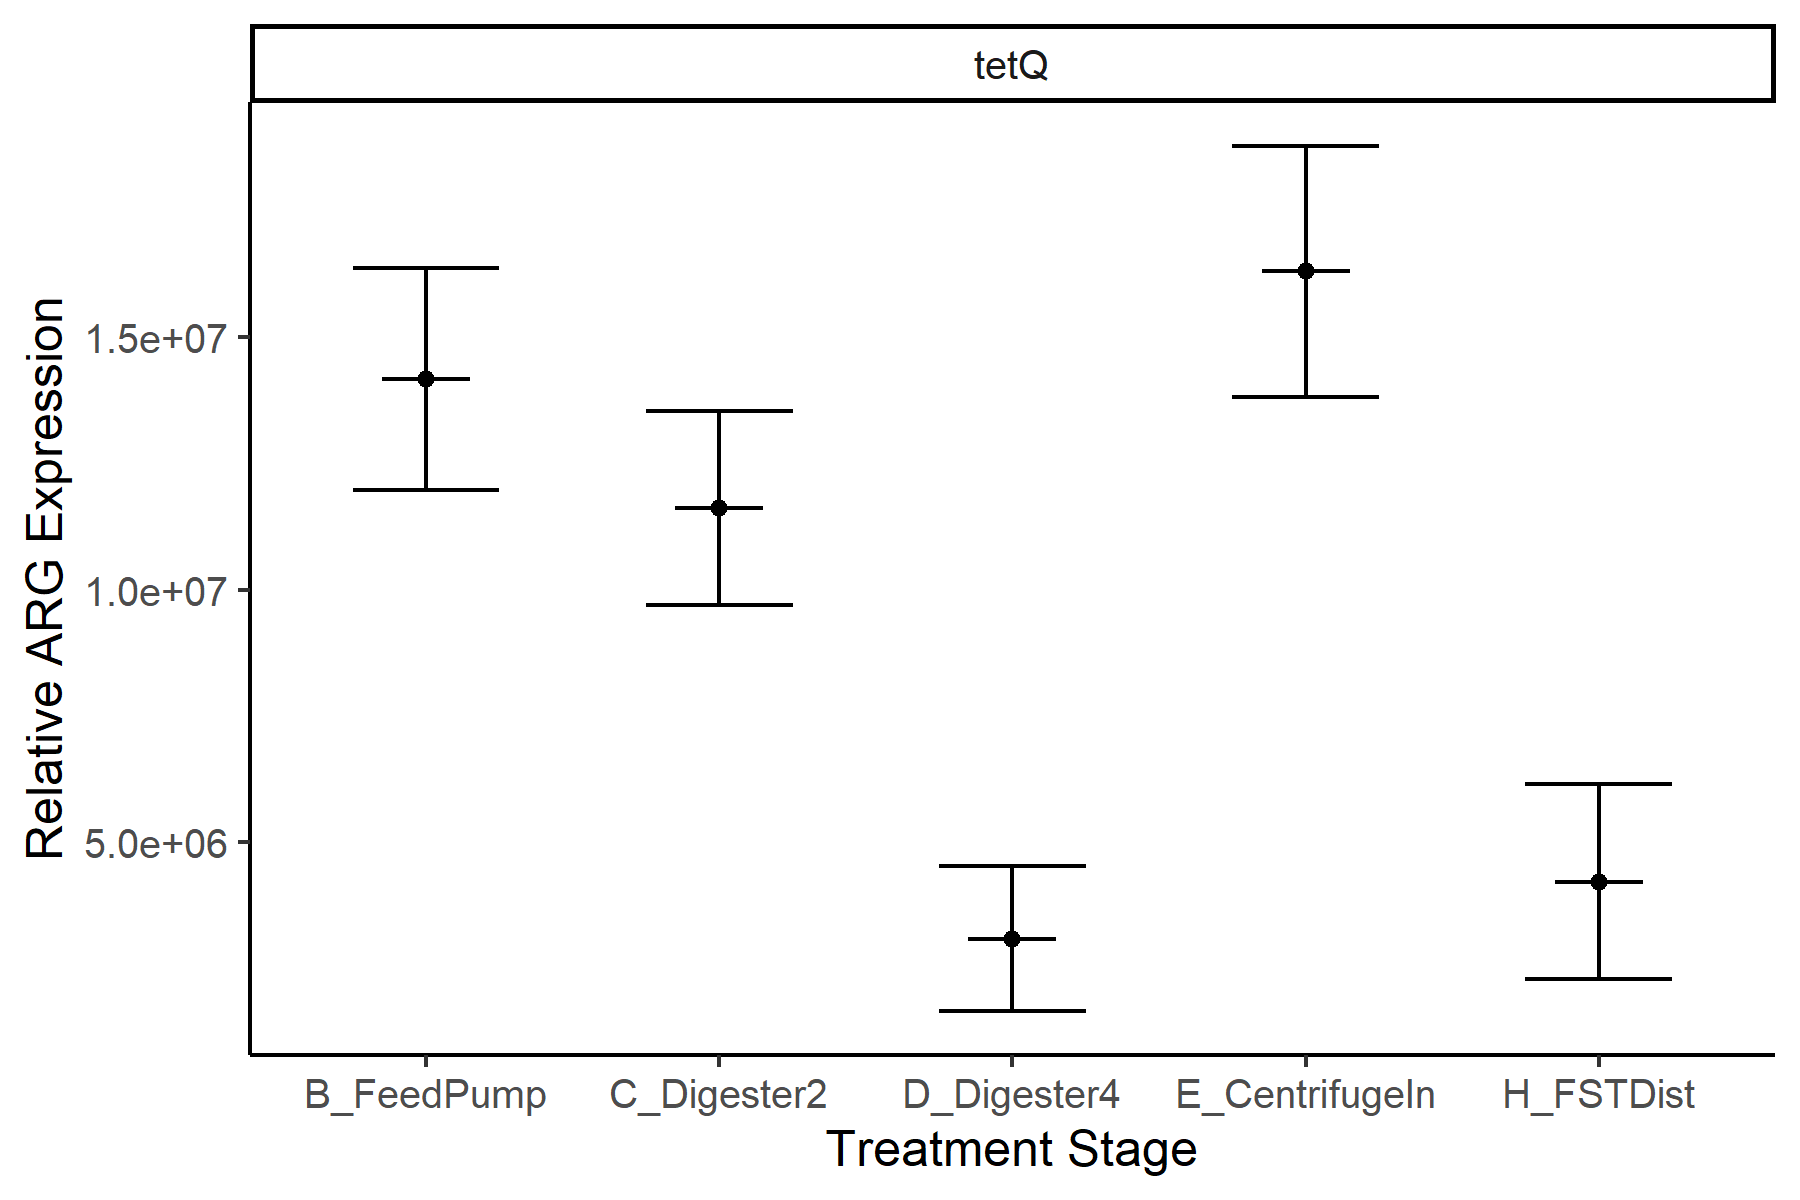 tetQ
Relative ARG Expression
1.5e+07
1.0e+07
5.0e+06
B_FeedPump
C_Digester2
D_Digester4
E_CentrifugeIn
H_FSTDist
Treatment Stage